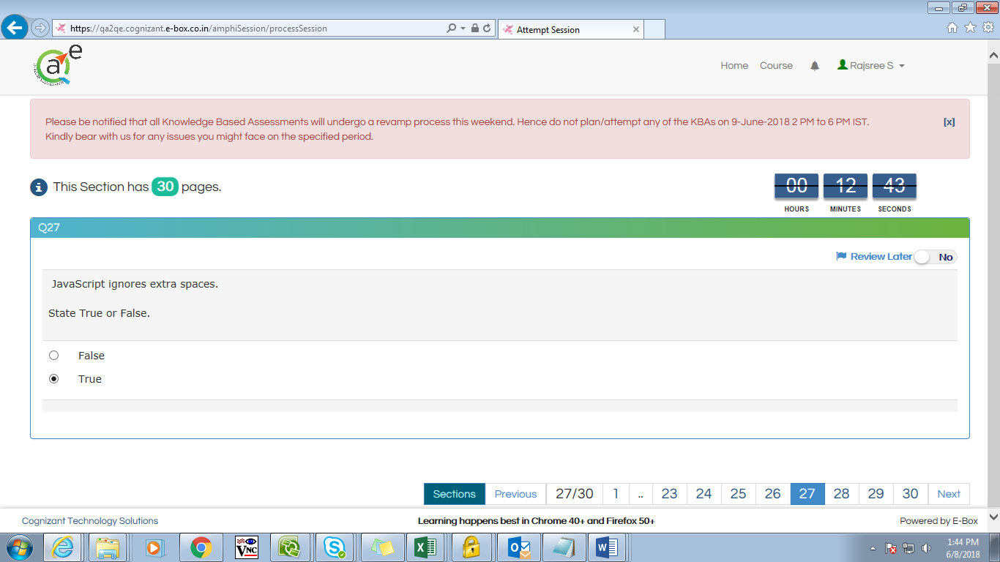 https://qa2qe.cognizant.e-box.co.in/amphiSession/processSession
Attempt Session
a e
Home Course Rajsree S
Please be notified that all Knowledge Based Assessments will undergo a revamp process this weekend. Hence do not plan/attempt any of the KBAs on 9-June-2018 2 PM to 6 PM IST.
[x]
Kindly bear with us for any issues you might face on the specified period.
This Section has 30 pages.
00 12 43
HOURS MINUTES SECONDS
Q27
Review Later No
JavaScript ignores extra spaces.
State True or False.
False
True
Sections Previous 27/30 1 .. 23 24 25 26 27 28 29 30 Next
Cognizant Technology Solutions
Learning happens best in Chrome 40+ and Firefox 50+
Powered by E-Box
VNC
1:44 PM
6/8/2018